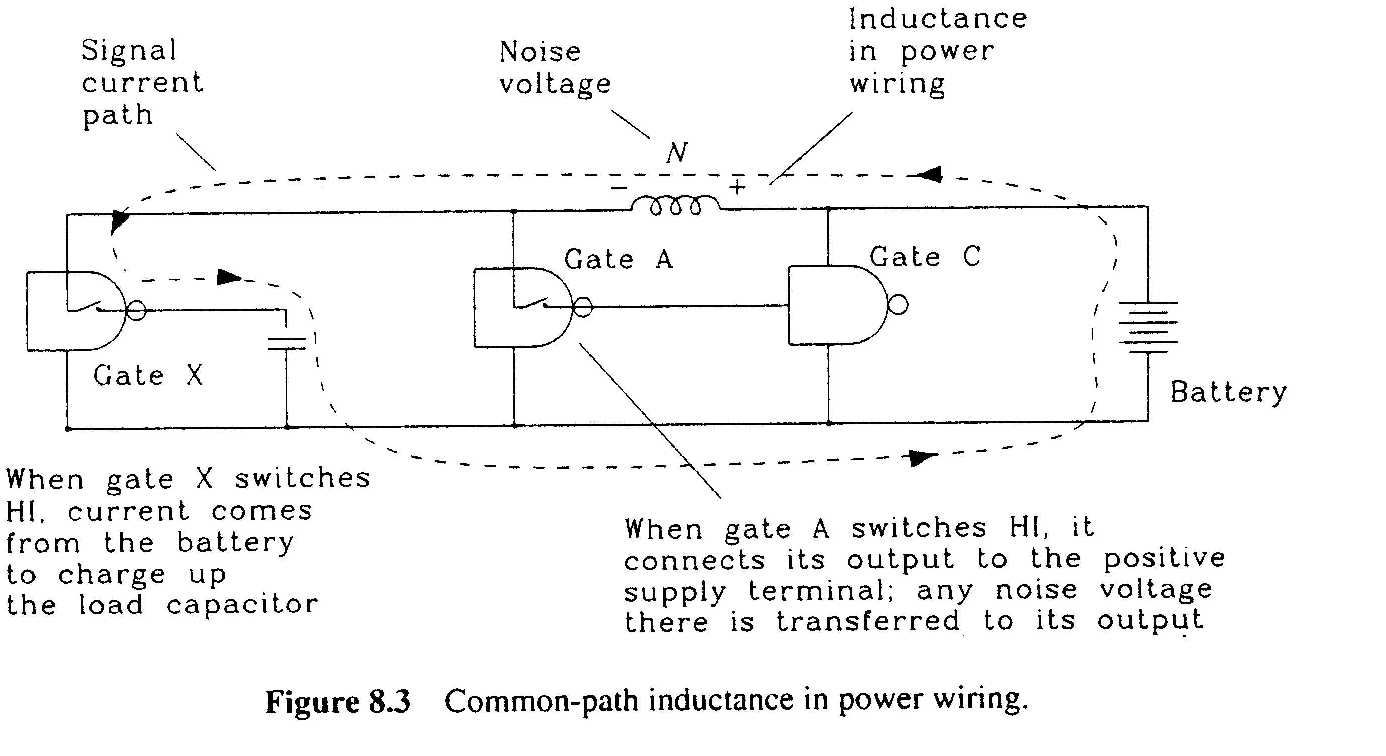 Signal
current
path
Noise
voltage
Inductance
in power
wiring
N
− +
Gate A
Gate C
Gate X
Battery
When gate X switches
HI, current comes
from the battery
to charge up
the load capacitor
When gate A switches HI, it
connects its output to the positive
supply terminal; any noise voltage
there is transferred to its output
Figure 8.3 Common-path inductance in power wiring.